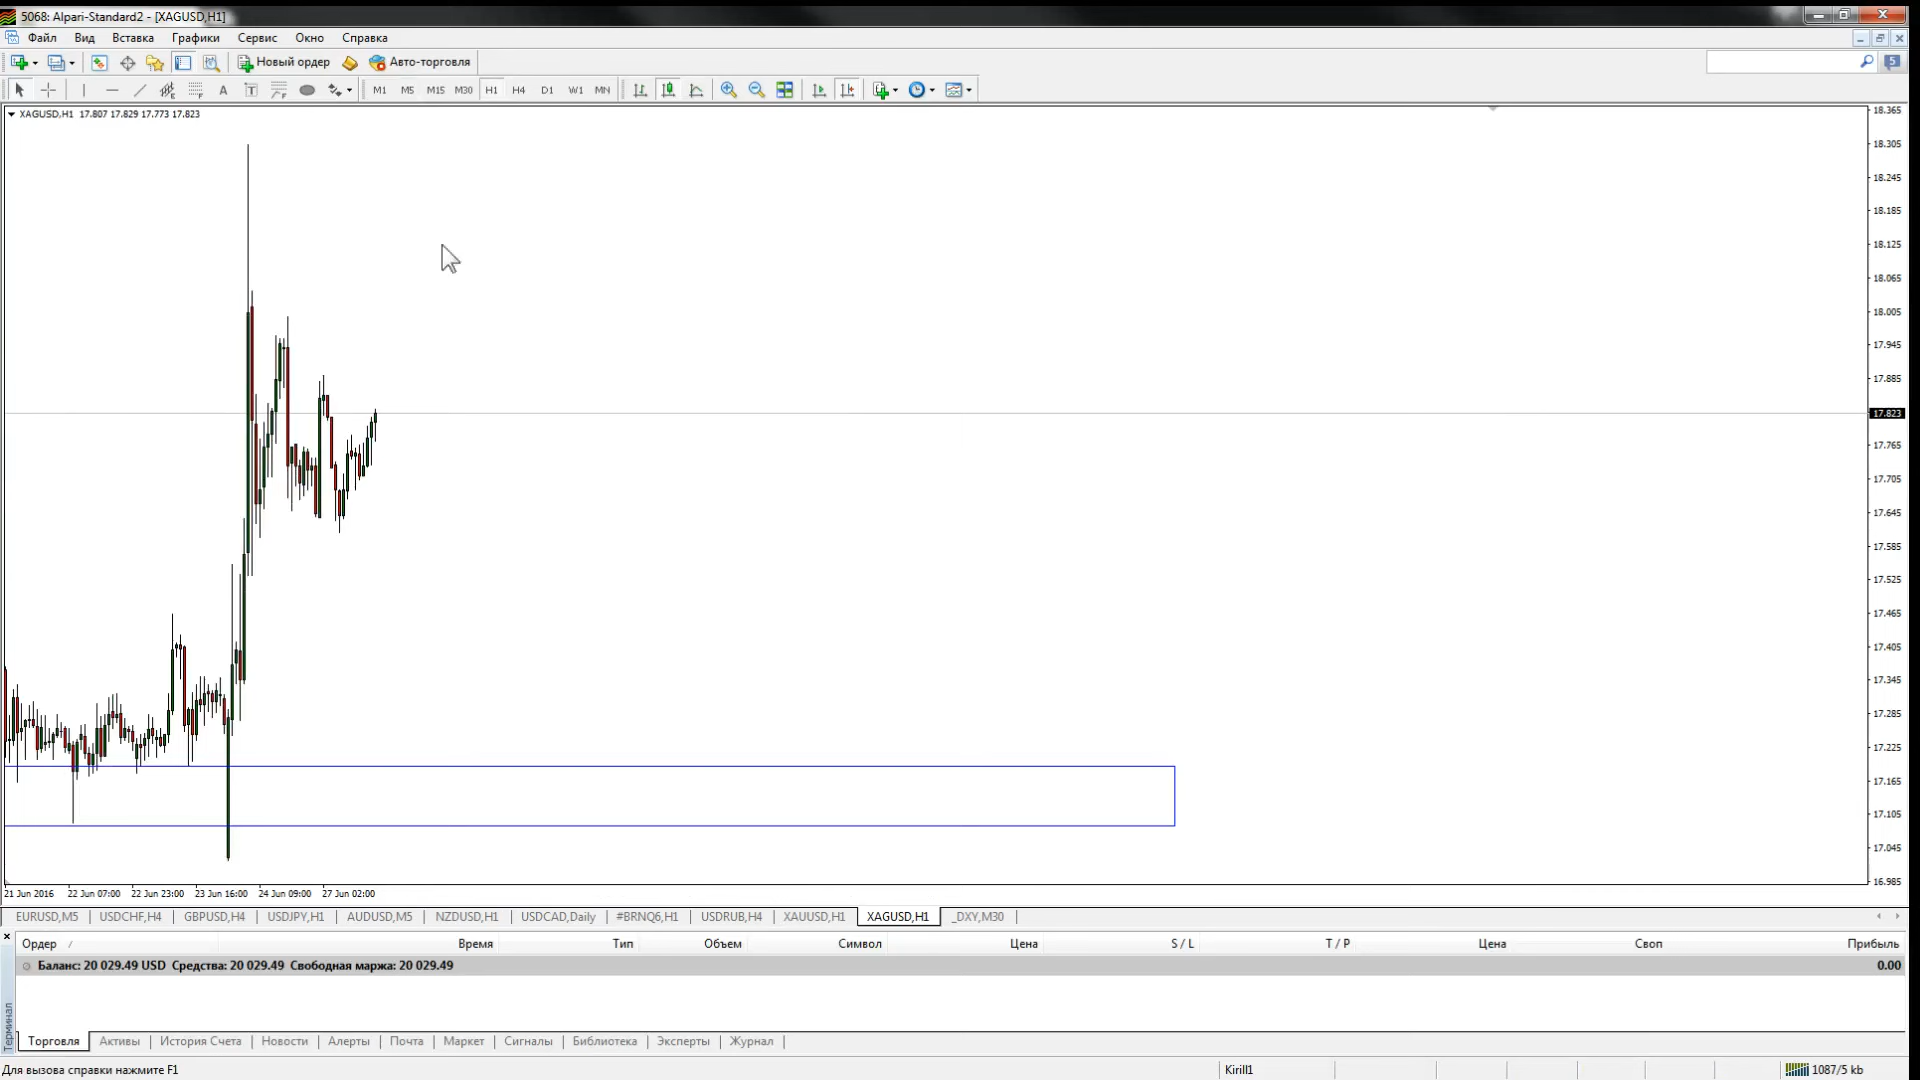 5068: Alpari-Standard2 - [XAGUSD,H1]
Файл Вид Вставка Графики Сервис Окно Справка
Новый ордер Авто-торговля 5
A T E F F M1 M5 M15 M30 H1 H4 D1 W1 MN
XAGUSD,H1 17.807 17.829 17.773 17.823
18.365
18.305
18.245
18.185
18.125
18.065
18.005
17.945
17.885
17.823
17.765
17.705
17.645
17.585
17.525
17.465
17.405
17.345
17.285
17.225
17.165
17.105
17.045
16.985
21 Jun 2016 22 Jun 07:00 22 Jun 23:00 23 Jun 16:00 24 Jun 09:00 27 Jun 02:00
EURUSD,M5 USDCHF,H4 GBPUSD,H4 USDJPY,H1 AUDUSD,M5 NZDUSD,H1 USDCAD,Daily #BRNQ6,H1 USDRUB,H4 XAUUSD,H1 XAGUSD,H1 _DXY,M30
Ордер / Время Тип Объем Символ Цена S / L T / P Цена Своп Прибыль
Баланс: 20 029.49 USD Средства: 20 029.49 Свободная маржа: 20 029.49 0.00
Терминал
Торговля Активы История Счета Новости Алерты Почта Маркет Сигналы Библиотека Эксперты Журнал
Для вызова справки нажмите F1 Kirill1 1087/5 kb